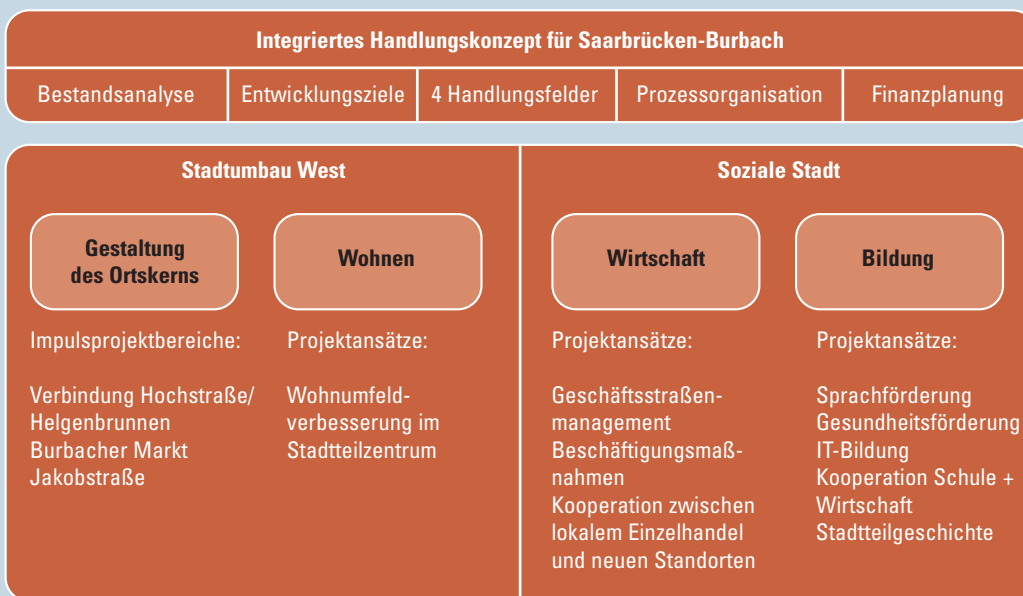 Integriertes Handlungskonzept für Saarbrücken-Burbach
Bestandsanalyse
Entwicklungsziele
4 Handlungsfelder
Prozessorganisation
Finanzplanung
Stadtumbau West
Gestaltung
des Ortskerns
Wohnen
Impulsprojektbereiche:
Verbindung Hochstraße/
Helgenbrunnen
Burbacher Markt
Jakobstraße
Projektansätze:
Wohnumfeld-
verbesserung im
Stadtteilzentrum
Soziale Stadt
Wirtschaft
Bildung
Projektansätze:
Geschäftsstraßen-
management
Beschäftigungsmaß-
nahmen
Kooperation zwischen
lokalem Einzelhandel
und neuen Standorten
Projektansätze:
Sprachförderung
Gesundheitsförderung
IT-Bildung
Kooperation Schule +
Wirtschaft
Stadtteilgeschichte